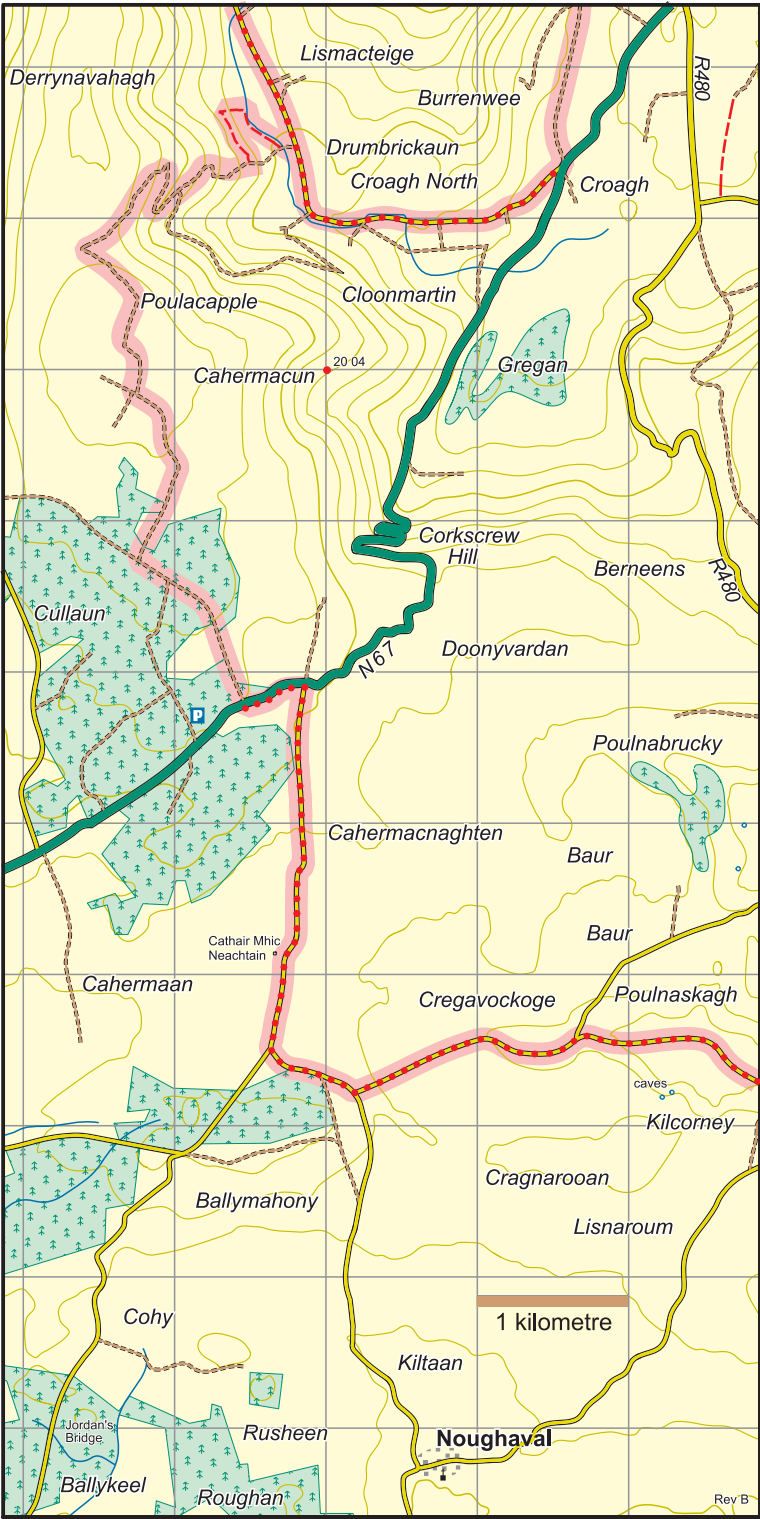 Lismacteige
Derrynavahagh
R480
Burrenwee
Drumbrickaun
Croagh North
Croagh
Cloonmartin
Poulacapple
20 04
Gregan
Cahermacun
Corkscrew
Hill
Berneens
R480
Cullaun
Doonyvardan
N67
P
Poulnabrucky
Cahermacnaghten
Baur
Baur
Cathair Mhic
Neachtain
Cahermaan
Cregavockoge
Poulnaskagh
caves
Kilcorney
Cragnarooan
Ballymahony
Lisnaroum
Cohy
1 kilometre
Kiltaan
Jordan's
Bridge
Rusheen
Noughaval
Ballykeel
Roughan
Rev B